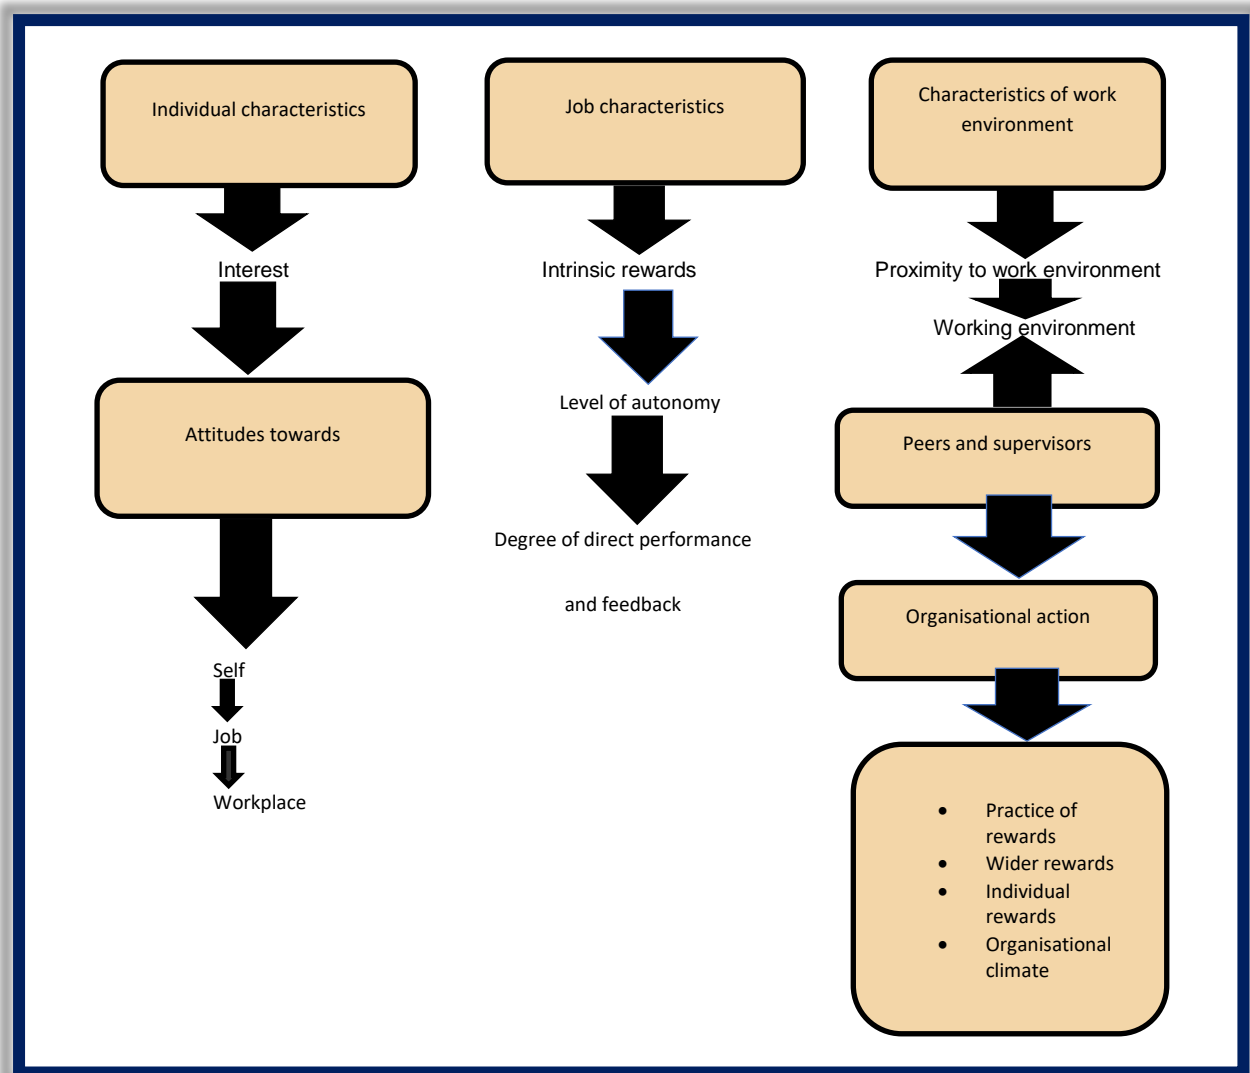 Individual characteristics
Interest
Attitudes towards
Self
Job
Workplace
Job characteristics
Intrinsic rewards
Level of autonomy
Degree of direct performance
and feedback
Characteristics of work
environment
Proximity to work environment
Working environment
Peers and supervisors
Organisational action
• Practice of
rewards
• Wider rewards
• Individual
rewards
• Organisational
climate